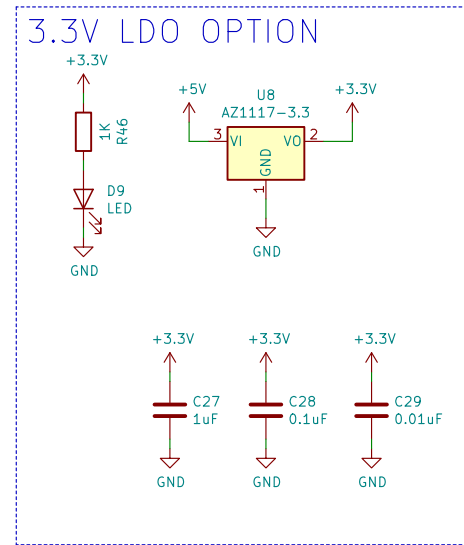 3.3V LDO OPTION
+3.3V
1K
R46
D9
LED
GND
+5V
U8
AZ1117-3.3
+3.3V
3
VI
VO
2
GND
1
GND
+3.3V
+3.3V
+3.3V
C27
1uF
C28
0.1uF
C29
0.01uF
GND
GND
GND